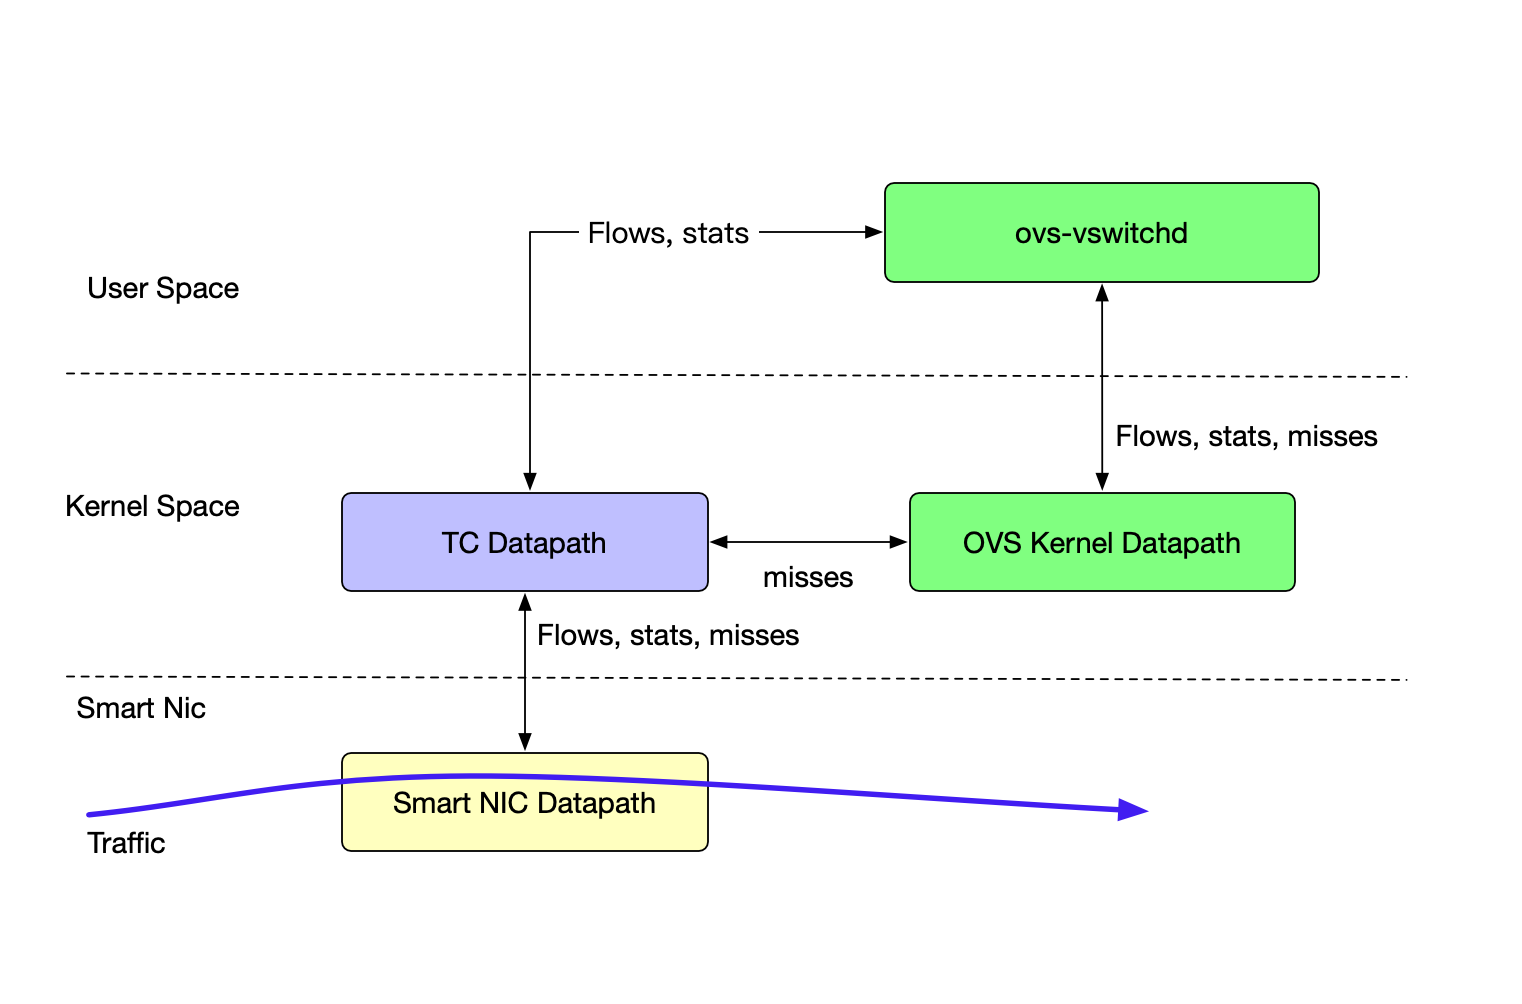 Flows, stats
ovs-vswitchd
User Space
Flows, stats, misses
Kernel Space
TC Datapath
OVS Kernel Datapath
misses
Flows, stats, misses
Smart Nic
Smart NIC Datapath
Traffic